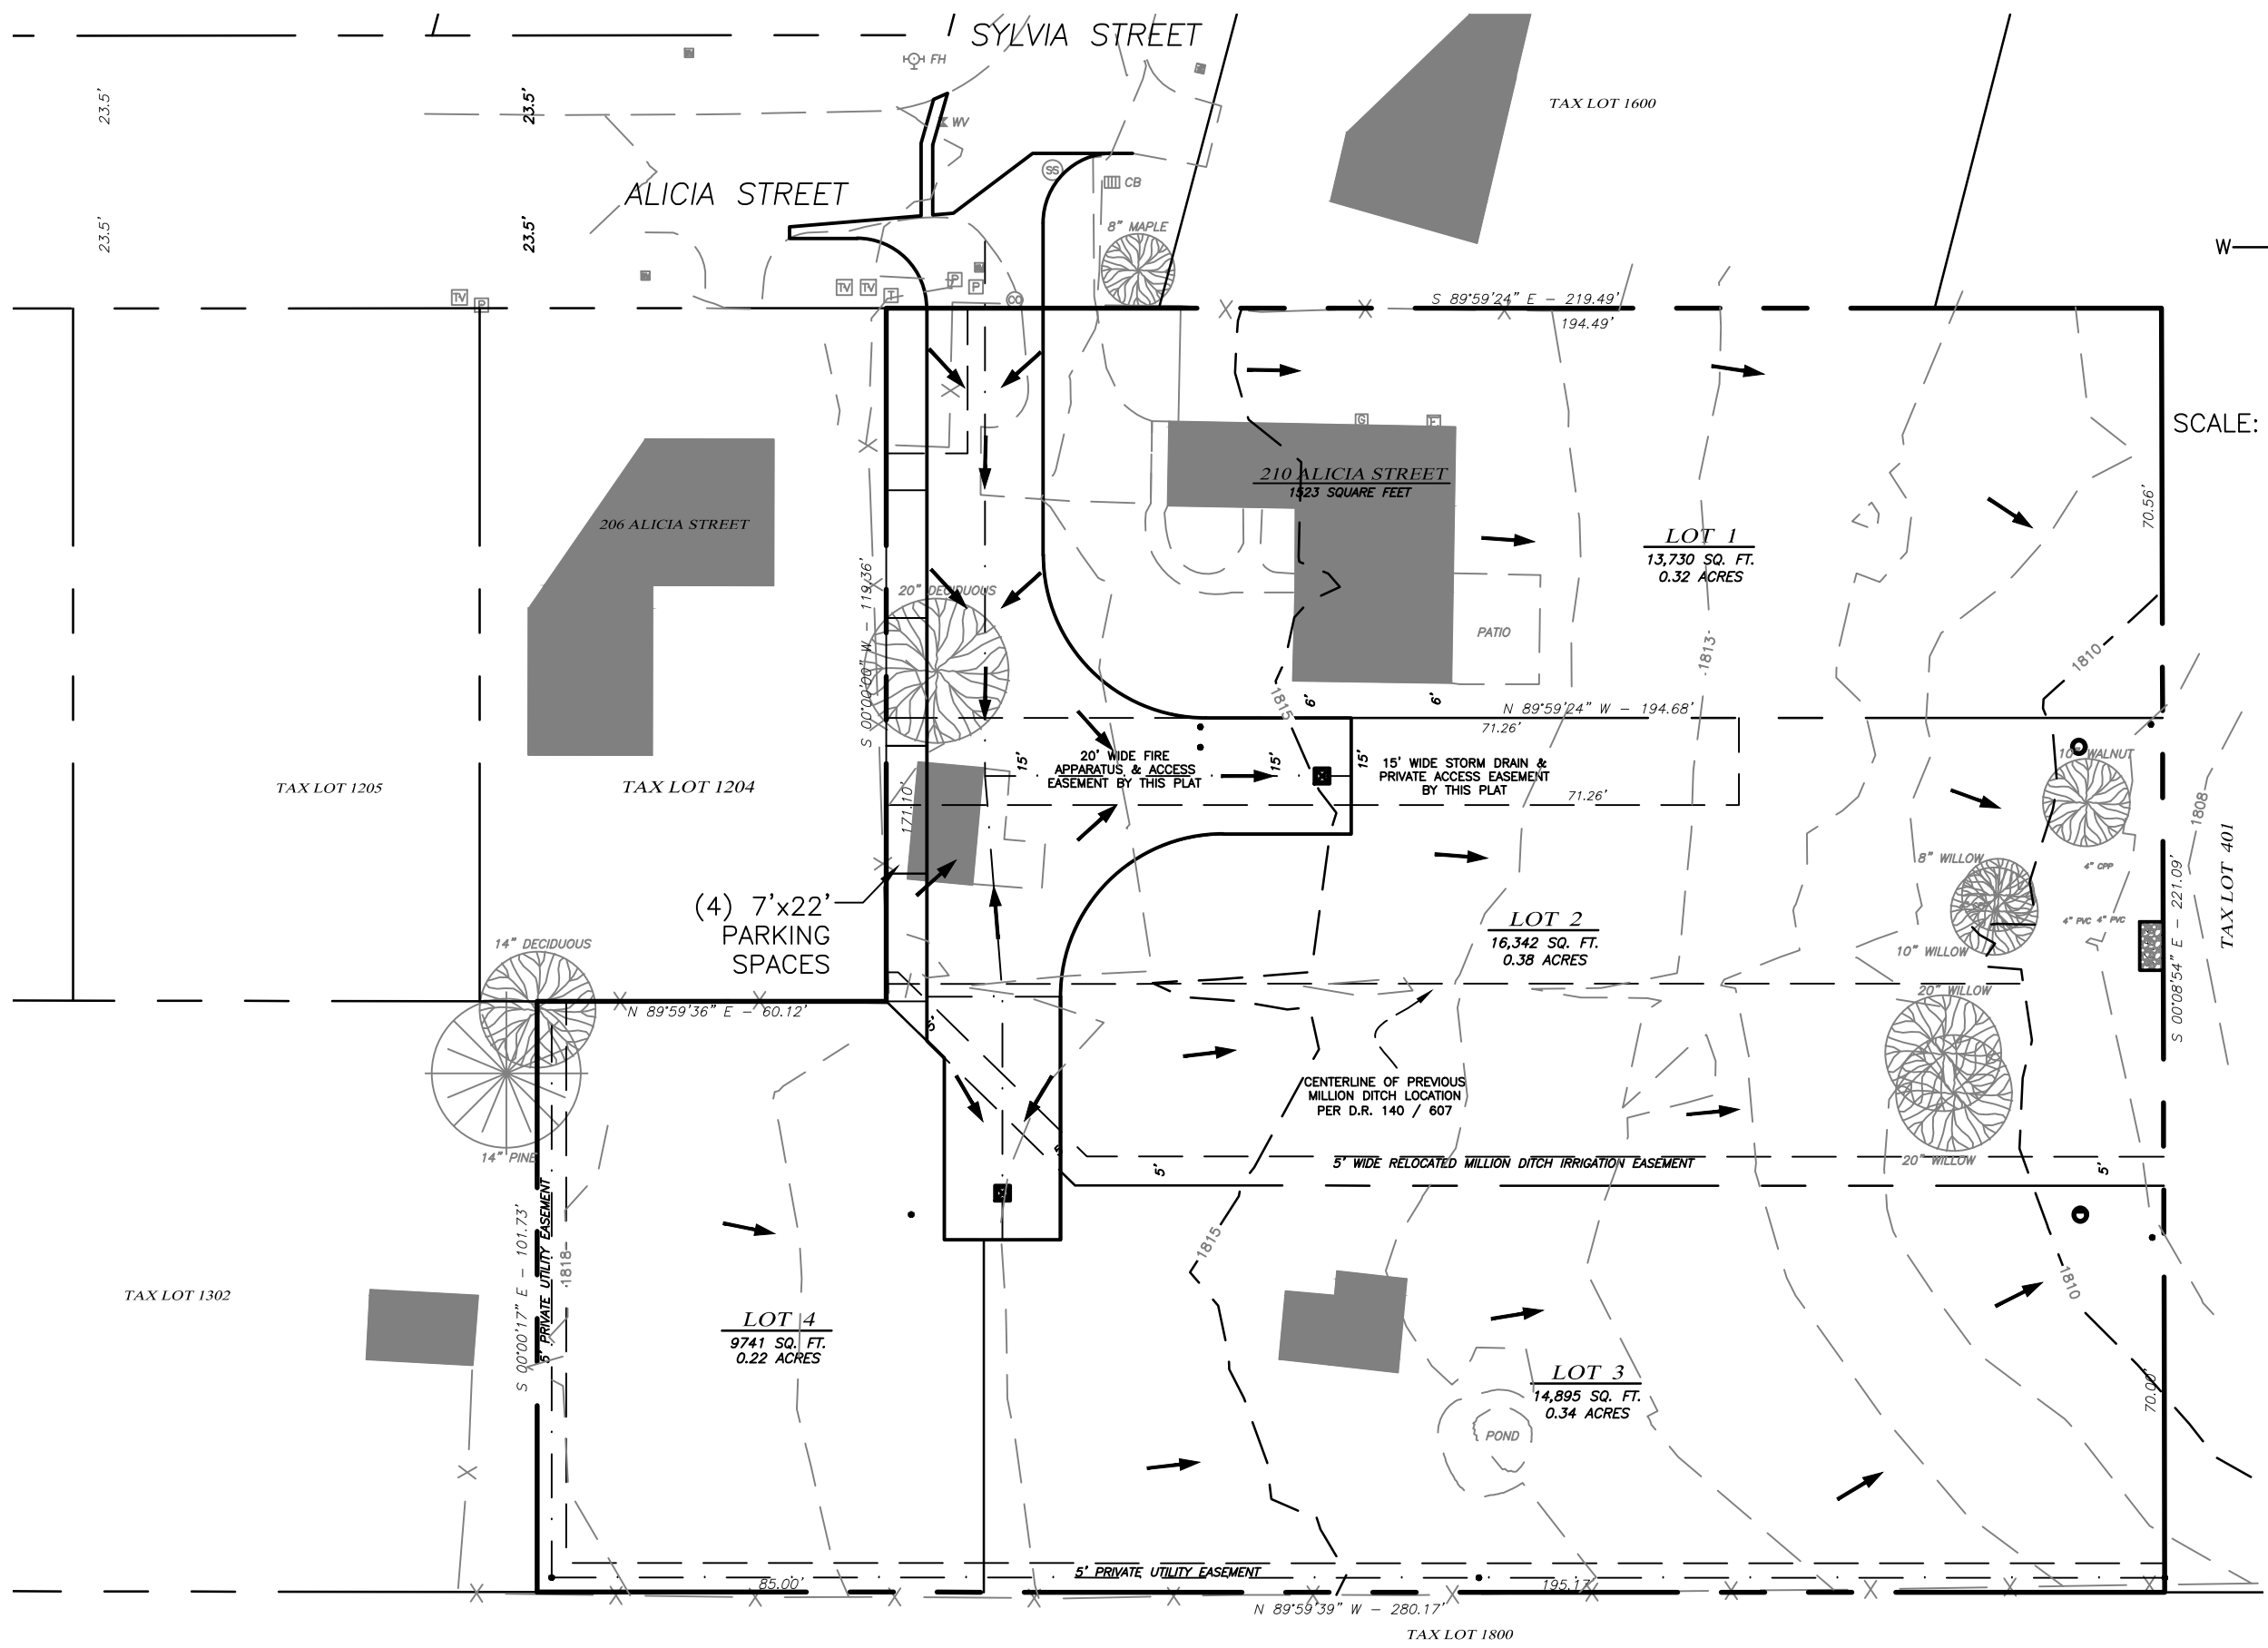 SYLVIA STREET
FH
TAX LOT 1600
23.5'
23.5'
WV
SS
CB
ALICIA STREET
23.5'
23.5'
8" MAPLE
W
TV
P
TV
TV
T
P
P
CO
S 89°59'24" E - 219.49'
194.49'
SCALE:
G
210 ALICIA STREET
1523 SQUARE FEET
206 ALICIA STREET
70.56'
LOT 1
13,730 SQ. FT.
0.32 ACRES
S 00°00'00" W - 119.36'
20" DECIDUOUS
PATIO
1813
1810
1815
6'
6'
N 89°59'24" W - 194.68'
71.26'
20' WIDE FIRE
APPARATUS & ACCESS
EASEMENT BY THIS PLAT
15'
15'
15'
15' WIDE STORM DRAIN &
PRIVATE ACCESS EASEMENT
BY THIS PLAT
71.26'
10" WALNUT
TAX LOT 1205
TAX LOT 1204
171.10'
1808
TAX LOT 401
8" WILLOW
4" CPP
(4) 7'x22'
PARKING
SPACES
LOT 2
16,342 SQ. FT.
0.38 ACRES
4" PVC
4" PVC
S 00°08'54" E - 221.09'
14" DECIDUOUS
10" WILLOW
20" WILLOW
N 89°59'36" E - 60.12'
5'
CENTERLINE OF PREVIOUS
MILLION DITCH LOCATION
PER D.R. 140 / 607
14" PINE
5'
5'
5' WIDE RELOCATED MILLION DITCH IRRIGATION EASEMENT
20" WILLOW
5'
S 00°00'17" E - 101.73'
5' PRIVATE UTILITY EASEMENT
1818
1815
1810
TAX LOT 1302
LOT 4
9741 SQ. FT.
0.22 ACRES
LOT 3
14,895 SQ. FT.
0.34 ACRES
70.00'
POND
5' PRIVATE UTILITY EASEMENT
85.00'
195.17'
N 89°59'39" W - 280.17'
TAX LOT 1800